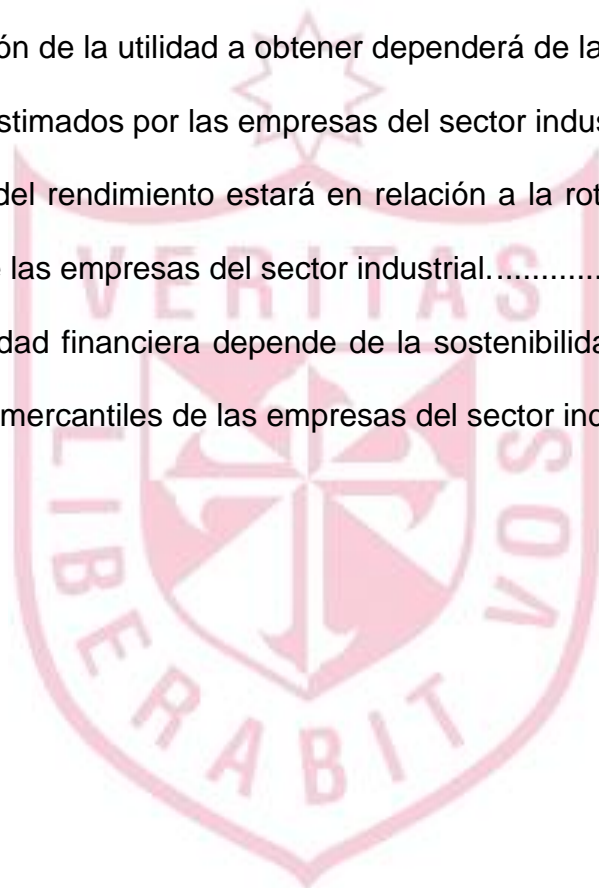 ón de la utilidad a obtener dependerá de la
stimados por las empresas del sector indus
del rendimiento estará en relación a la rot
las empresas del sector industrial.............
dad financiera depende de la sostenibilida
mercantiles de las empresas del sector ind
VERITAS
LIBERABIT
VOS